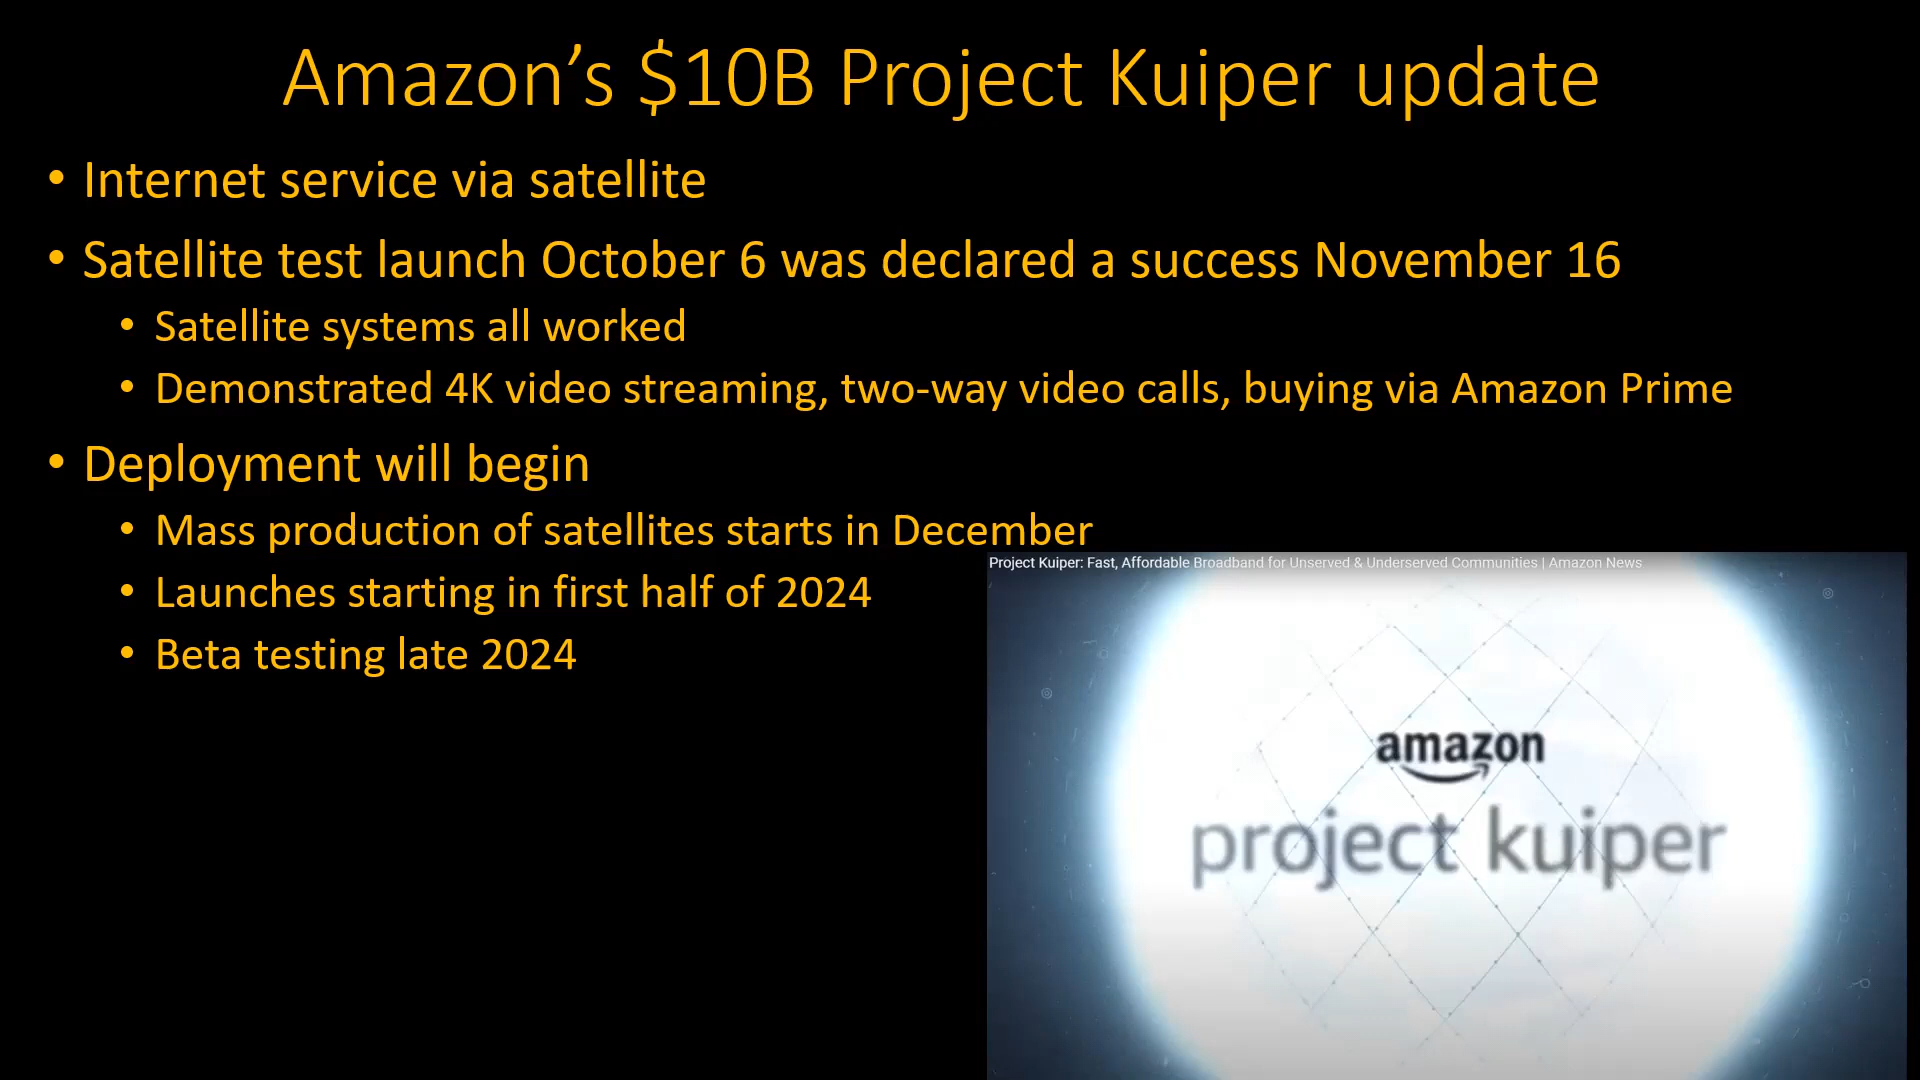 Amazon’s $10B Project Kuiper update
• Internet service via satellite
• Satellite test launch October 6 was declared a success November 16
• Satellite systems all worked
• Demonstrated 4K video streaming, two-way video calls, buying via Amazon Prime
• Deployment will begin
• Mass production of satellites starts in December
• Launches starting in first half of 2024
• Beta testing late 2024
Project Kuiper: Fast, Affordable Broadband for Unserved & Underserved Communities | Amazon News
amazon
project kuiper